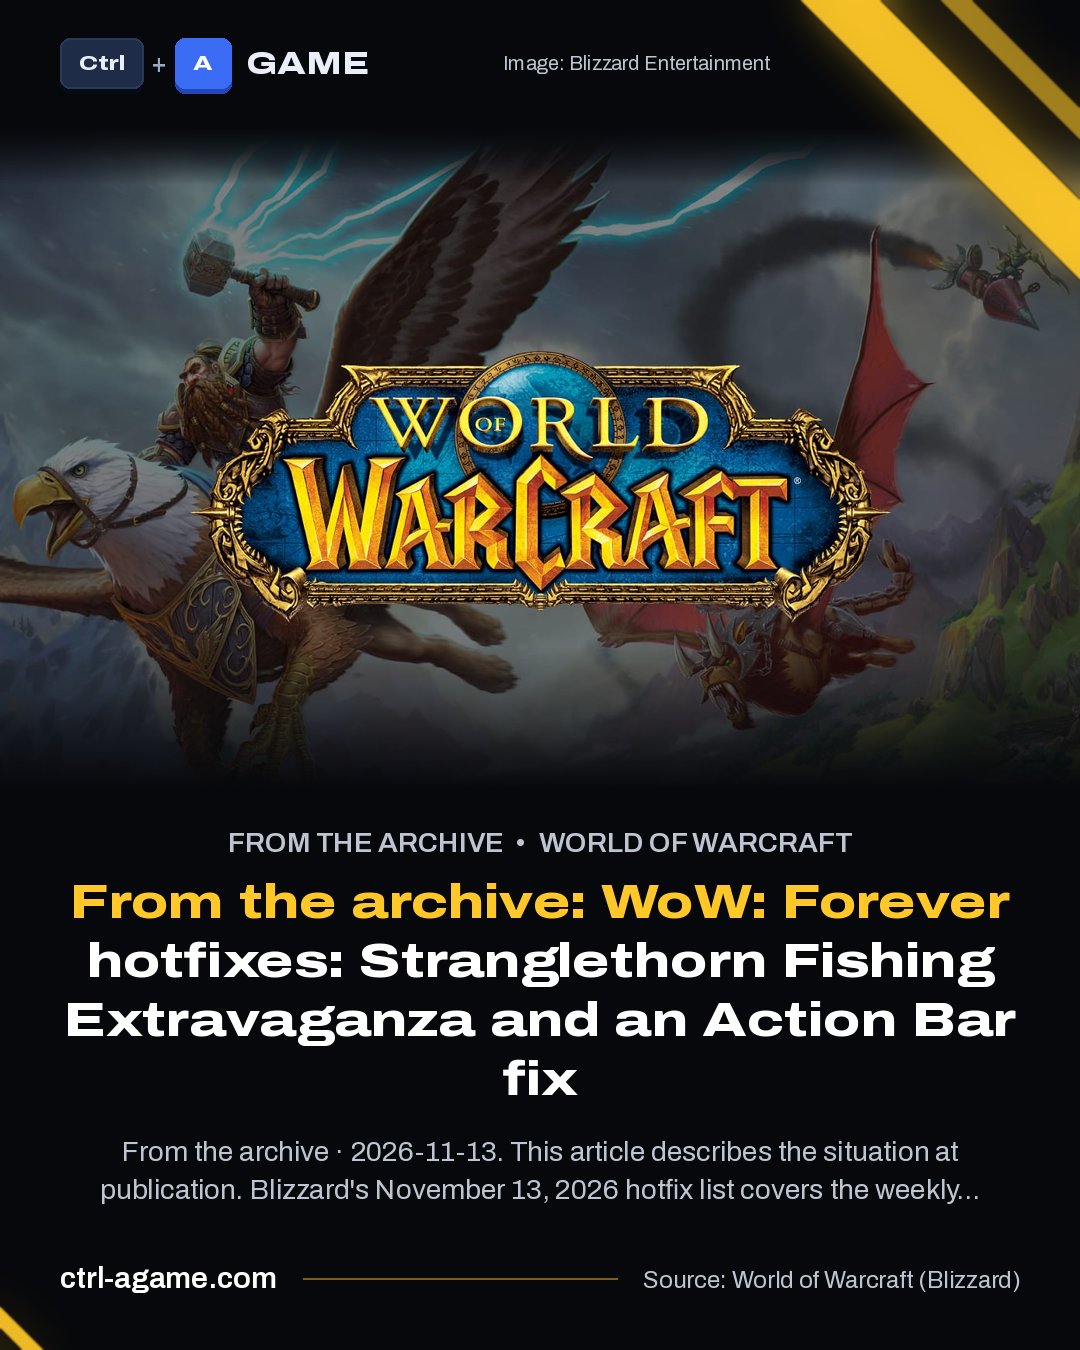 Ctrl + A GAME
Image: Blizzard Entertainment
WORLD OF
WARCRAFT®
FROM THE ARCHIVE • WORLD OF WARCRAFT
From the archive: WoW: Forever
hotfixes: Stranglethorn Fishing
Extravaganza and an Action Bar
fix
From the archive · 2026-11-13. This article describes the situation at
publication. Blizzard's November 13, 2026 hotfix list covers the weekly...
ctrl-agame.com
Source: World of Warcraft (Blizzard)